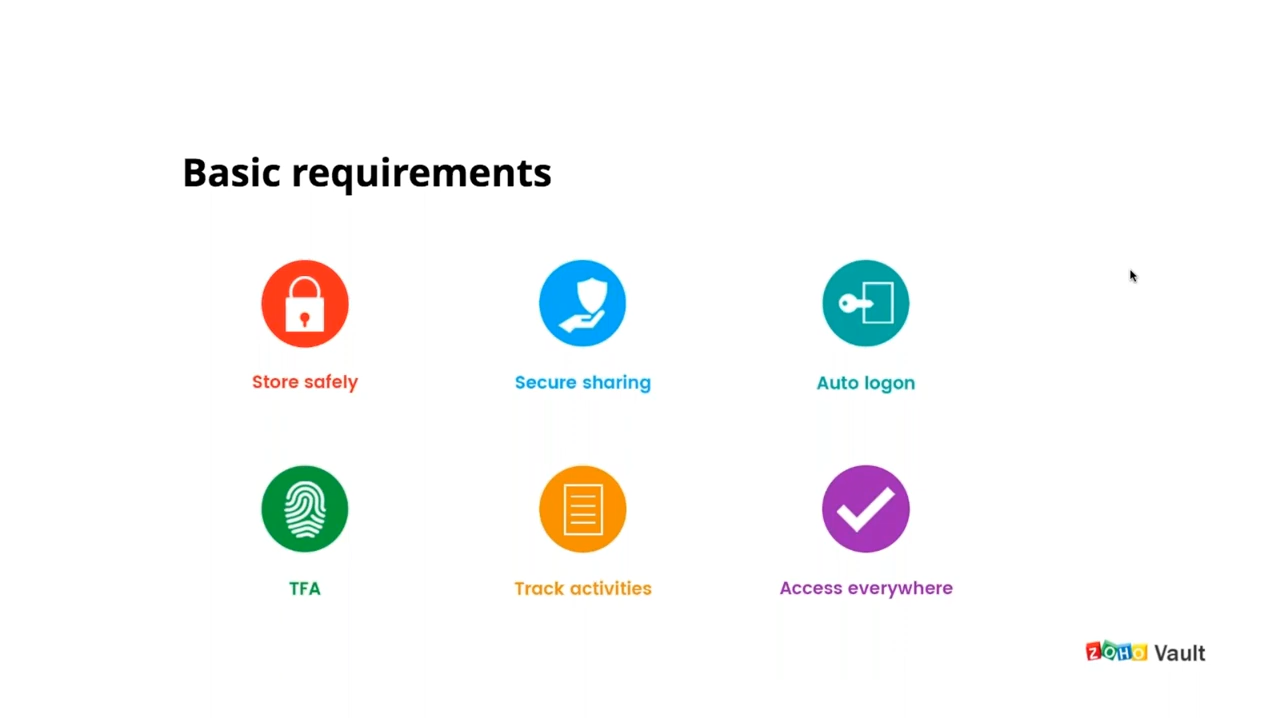 Basic requirements
Store safely
Secure sharing
Auto logon
TFA
Track activities
Access everywhere
ZOHO Vault